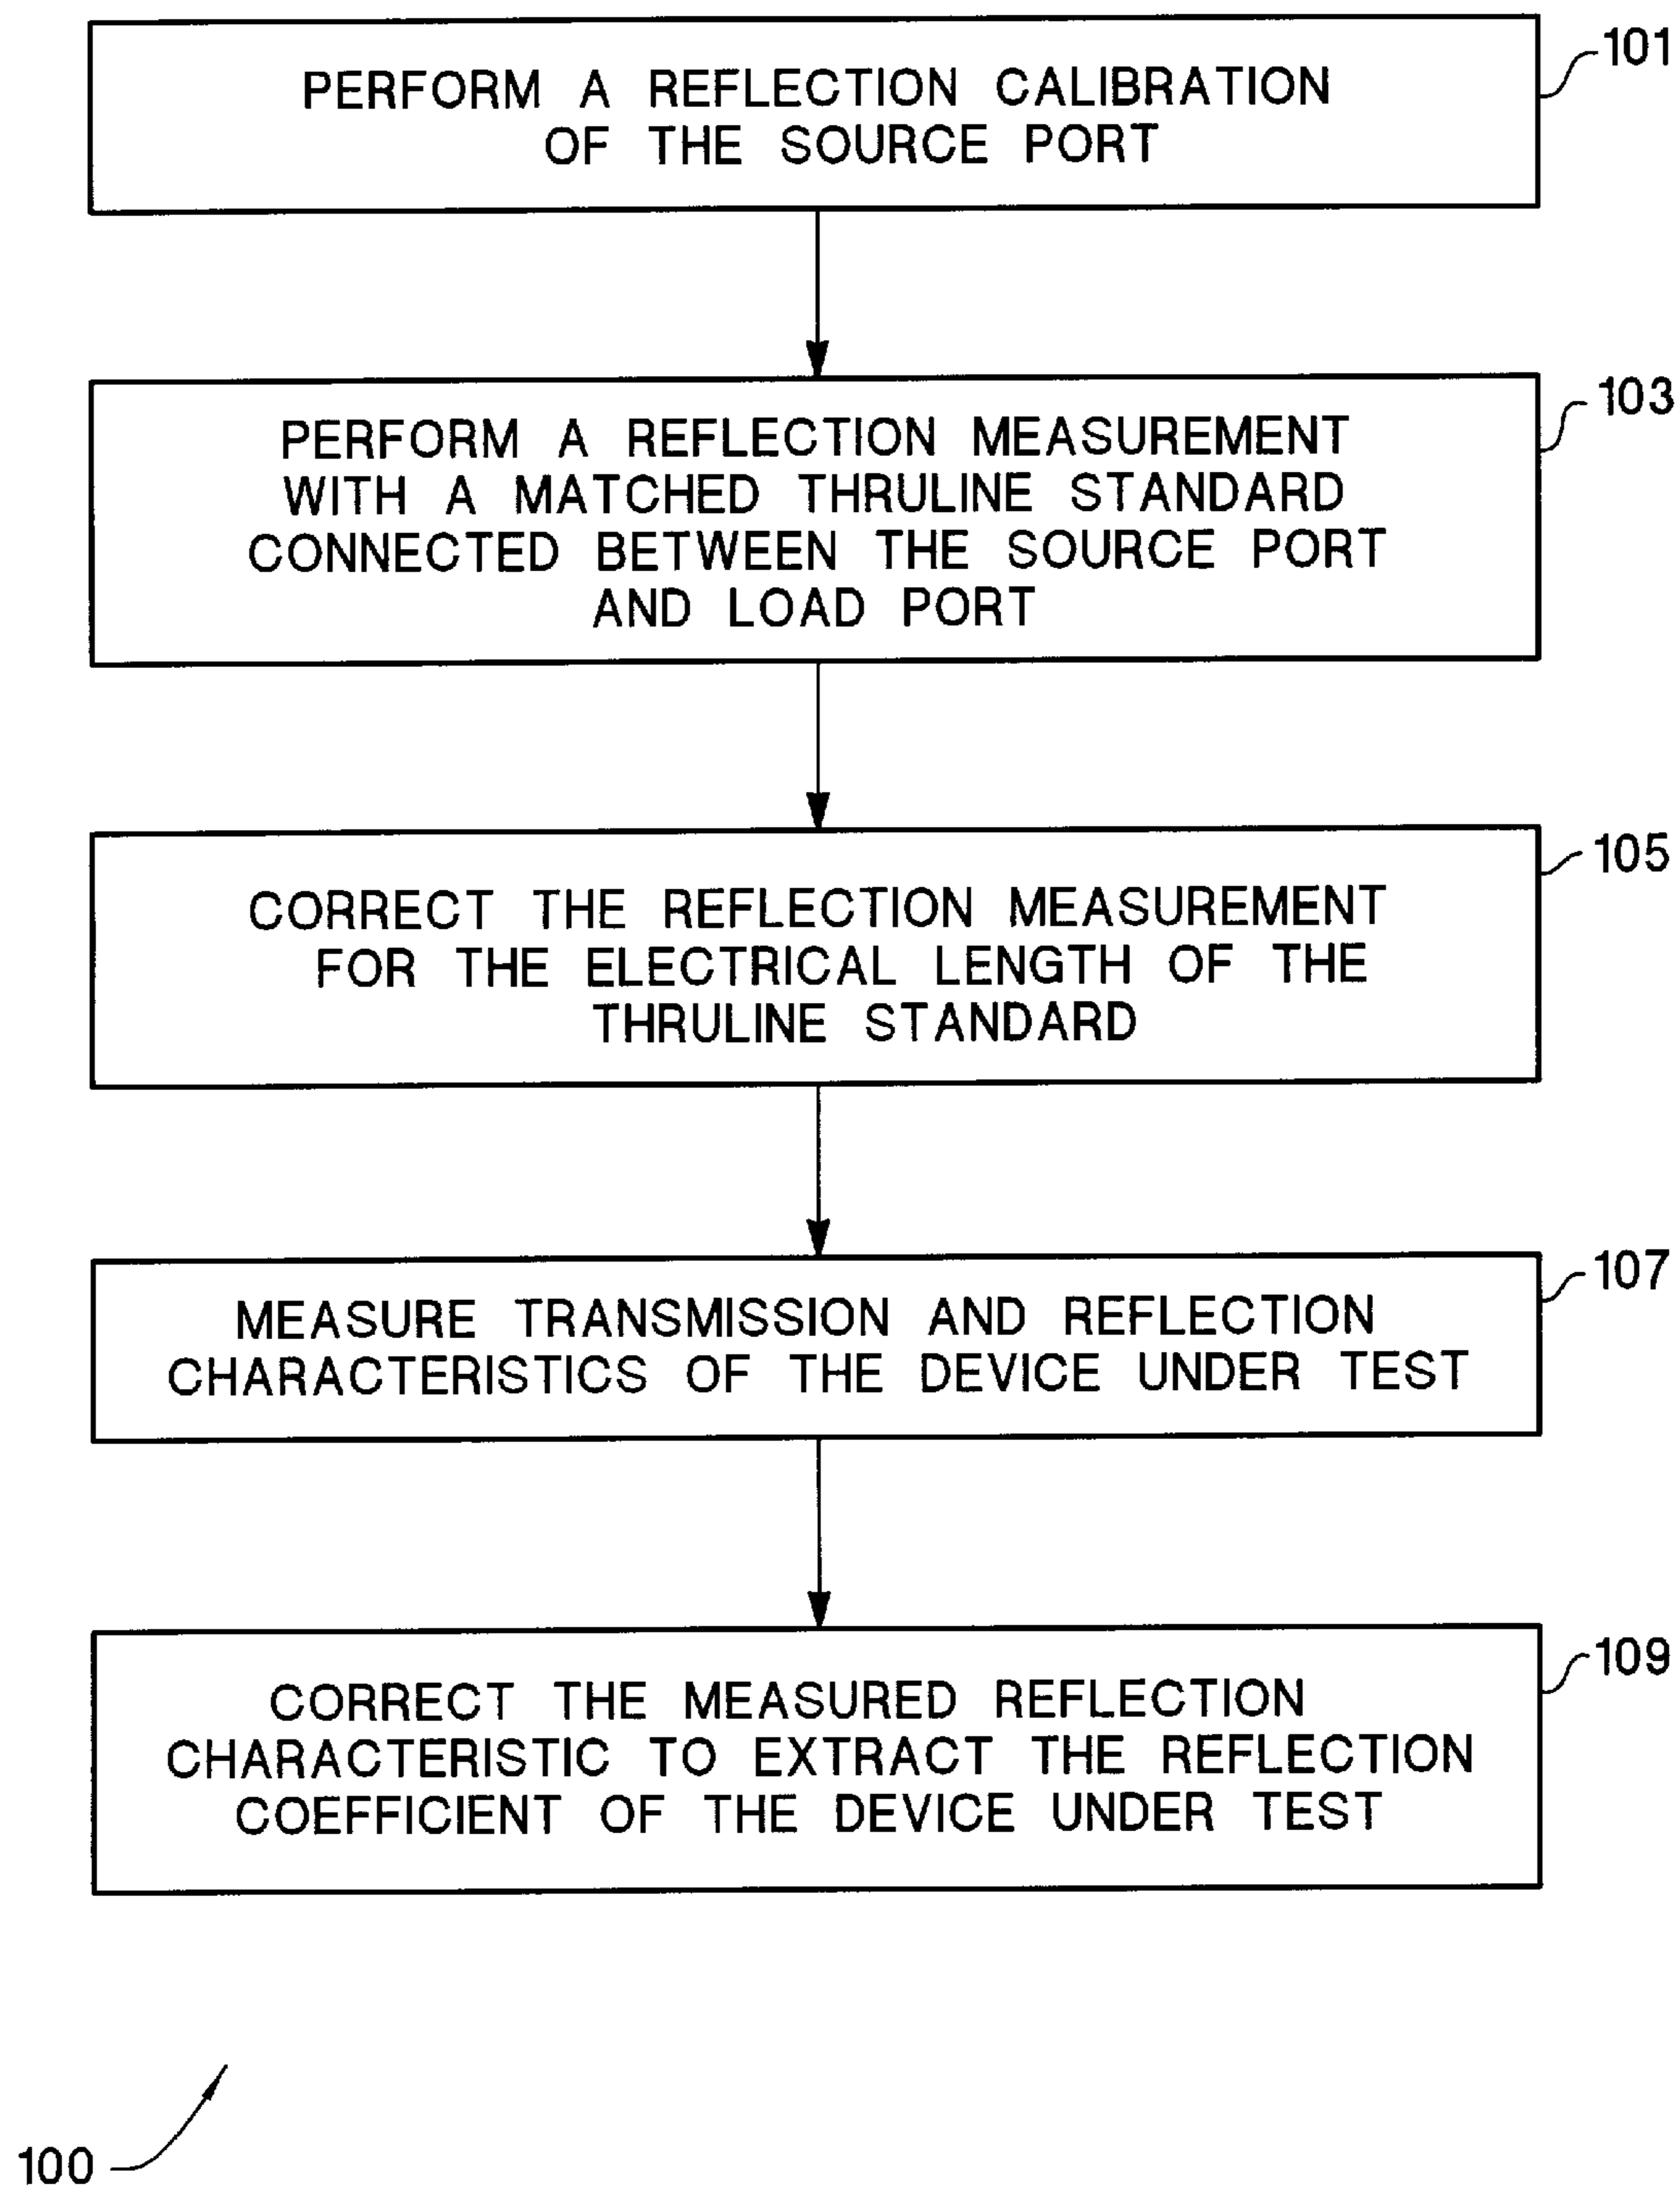 PERFORM A REFLECTION CALIBRATION
OF THE SOURCE PORT
101
PERFORM A REFLECTION MEASUREMENT
WITH A MATCHED THRULINE STANDARD
CONNECTED BETWEEN THE SOURCE PORT
AND LOAD PORT
103
CORRECT THE REFLECTION MEASUREMENT
FOR THE ELECTRICAL LENGTH OF THE
THRULINE STANDARD
105
MEASURE TRANSMISSION AND REFLECTION
CHARACTERISTICS OF THE DEVICE UNDER TEST
107
CORRECT THE MEASURED REFLECTION
CHARACTERISTIC TO EXTRACT THE REFLECTION
COEFFICIENT OF THE DEVICE UNDER TEST
109
100